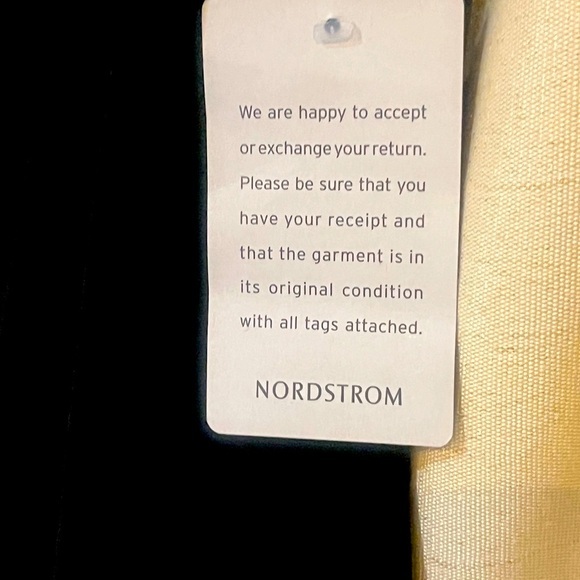 We are happy to accept
or exchange your return.
Please be sure that you
have your receipt and
that the garment is in
its original condition
with all tags attached.
NORDSTROM